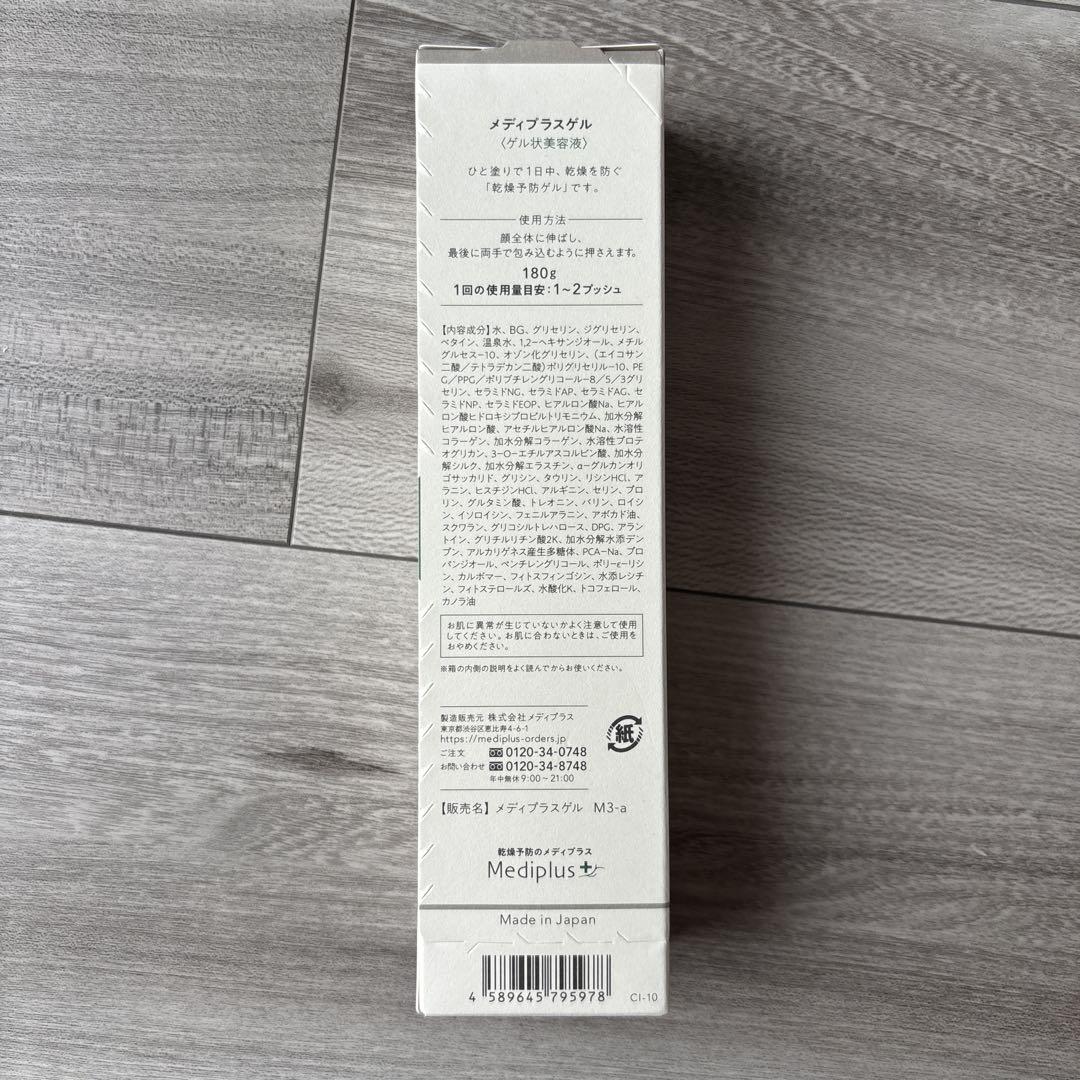 メディプラスゲル
〈ゲル状美容液〉
ひと塗りで1日中、乾燥を防ぐ
「乾燥予防ゲル」です。
使用方法
顔全体に伸ばし、
最後に両手で包み込むように押さえます。
180g
1回の使用量目安：1〜2プッシュ
【内容成分】水、BG、グリセリン、ジグリセリン、
ベタイン、温泉水、1,2-ヘキサンジオール、メチル
グルセス-10、オゾン化グリセリン、（エイコサン
二酸／テトラデカン二酸）ポリグリセリル-10、PE
G／PPG／ポリブチレングリコール-8／5／3グリ
セリン、セラミドNG、セラミドAP、セラミドAG、セ
ラミドNP、セラミドEOP、ヒアルロン酸Na、ヒアル
ロン酸ヒドロキシプロピルトリモニウム、加水分解
ヒアルロン酸、アセチルヒアルロン酸Na、水溶性
コラーゲン、加水分解コラーゲン、水溶性プロテ
オグリカン、3-O-エチルアスコルビン酸、加水分
解シルク、加水分解エラスチン、α-グルカンオリ
ゴサッカリド、グリシン、タウリン、リシンHCl、ア
ラニン、ヒスチジンHCl、アルギニン、セリン、プロ
リン、グルタミン酸、トレオニン、バリン、ロイシ
ン、イソロイシン、フェニルアラニン、アボカド油、
スクワラン、グリコシルトレハロース、DPG、アラン
トイン、グリチルリチン酸2K、加水分解水添デン
プン、アルカリゲネス産生多糖体、PCA-Na、プロ
パンジオール、ペンチレングリコール、ポリ-ε-リシ
ン、カルボマー、フィトスフィンゴシン、水添レシチ
ン、フィトステロールズ、水酸化K、トコフェロール、
カノラ油
お肌に異常が生じていないかよく注意して使用
してください。お肌に合わないときは、ご使用を
おやめください。
※箱の内側の説明をよく読んでからお使いください。
製造販売元 株式会社メディプラス
東京都渋谷区恵比寿4-6-1
https://mediplus-orders.jp
ご注文 0120-34-0748
お問い合わせ 0120-34-8748
年中無休9:00〜21:00
紙
【販売名】メディプラスゲル M3-a
乾燥予防のメディプラス
Mediplus
Made in Japan
4 589645 795978
CI-10